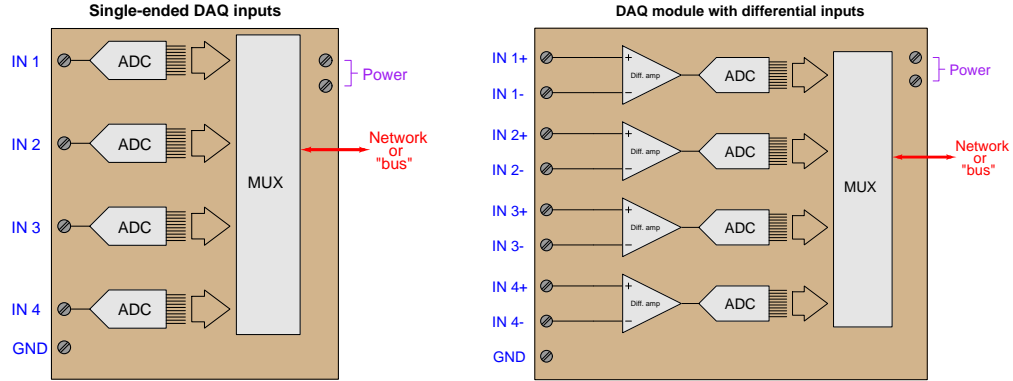 Single-ended DAQ inputs
IN 1
ADC
Power
IN 2
ADC
Network
or
"bus"
MUX
IN 3
ADC
IN 4
ADC
GND
DAQ module with differential inputs
IN 1+
+
Diff. amp
ADC
Power
IN 1-
−
IN 2+
+
Diff. amp
ADC
Network
or
"bus"
IN 2-
−
MUX
IN 3+
+
Diff. amp
ADC
IN 3-
−
IN 4+
+
Diff. amp
ADC
IN 4-
−
GND